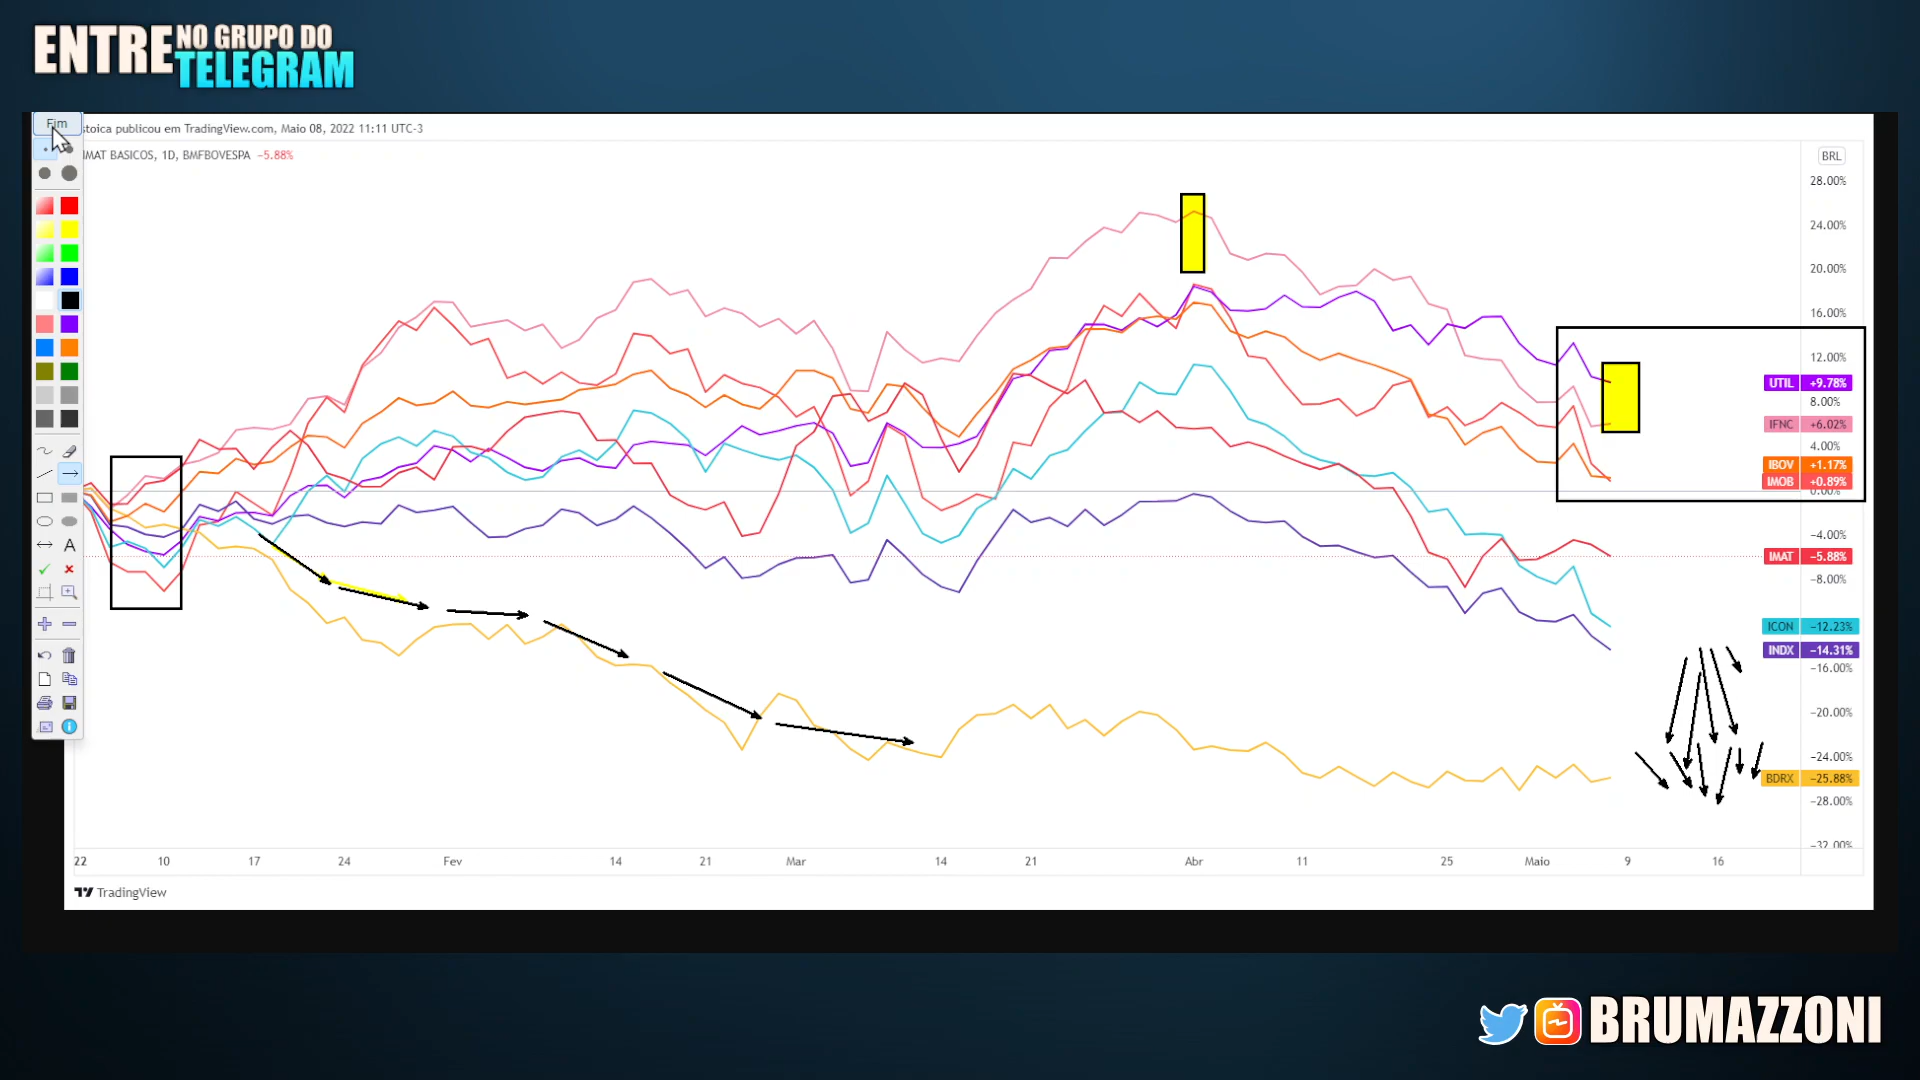 ENTRE NO GRUPO DO
TELEGRAM
Fim
stoica publicou em TradingView.com, Maio 08, 2022 11:11 UTC-3
IMAT BASICOS, 1D, BMFBOVESPA −5.88%
BRL
28.00%
24.00%
20.00%
16.00%
12.00%
UTIL +9.78%
8.00%
IFNC +6.02%
4.00%
IBOV +1.17%
IMOB +0.89%
0.00%
−4.00%
IMAT −5.88%
−8.00%
ICON −12.23%
INDX −14.31%
−16.00%
−20.00%
−24.00%
BDRX −25.88%
−28.00%
−32.00%
A
22 10 17 24 Fev 14 21 Mar 14 21 Abr 11 25 Maio 9 16
TradingView
BRUMAZZONI